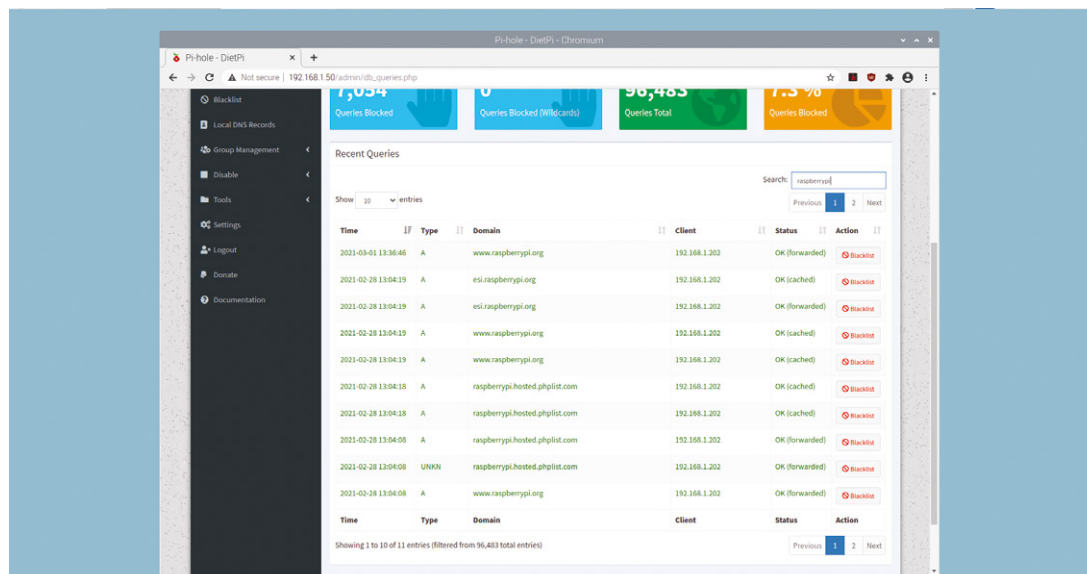 Pi-hole - DietPi - Chromium
Pi-hole - DietPi × +
Not secure | 192.168.1.50/admin/db_queries.php
Blacklist
Local DNS Records
Group Management
Disable
Tools
Settings
Logout
Donate
Documentation
7,054 0 96,483 7.3 %
Queries Blocked Queries Blocked (Wildcards) Queries Total Queries Blocked
Recent Queries
Search: raspberrypi
Show 10 entries Previous 1 2 Next
Time Type Domain Client Status Action
2021-03-01 13:36:46 A www.raspberrypi.org 192.168.1.202 OK (forwarded) Blacklist
2021-02-28 13:04:19 A esi.raspberrypi.org 192.168.1.202 OK (cached) Blacklist
2021-02-28 13:04:19 A esi.raspberrypi.org 192.168.1.202 OK (forwarded) Blacklist
2021-02-28 13:04:19 A www.raspberrypi.org 192.168.1.202 OK (cached) Blacklist
2021-02-28 13:04:19 A www.raspberrypi.org 192.168.1.202 OK (cached) Blacklist
2021-02-28 13:04:18 A raspberrypi.hosted.phplist.com 192.168.1.202 OK (cached) Blacklist
2021-02-28 13:04:18 A raspberrypi.hosted.phplist.com 192.168.1.202 OK (cached) Blacklist
2021-02-28 13:04:08 A raspberrypi.hosted.phplist.com 192.168.1.202 OK (forwarded) Blacklist
2021-02-28 13:04:08 UNKN raspberrypi.hosted.phplist.com 192.168.1.202 OK (forwarded) Blacklist
2021-02-28 13:04:08 A www.raspberrypi.org 192.168.1.202 OK (forwarded) Blacklist
Time Type Domain Client Status Action
Showing 1 to 10 of 11 entries (filtered from 96,483 total entries) Previous 1 2 Next